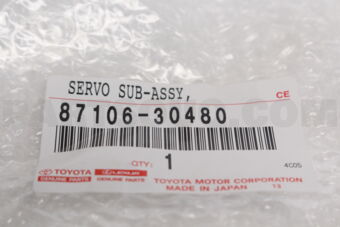 SERVO SUB-ASSY,
CE
87106-30480
QTY: 1
4C05
TOYOTA LEXUS
GENUINE PARTS GENUINE PARTS
TOYOTA MOTOR CORPORATION
MADE IN JAPAN 13